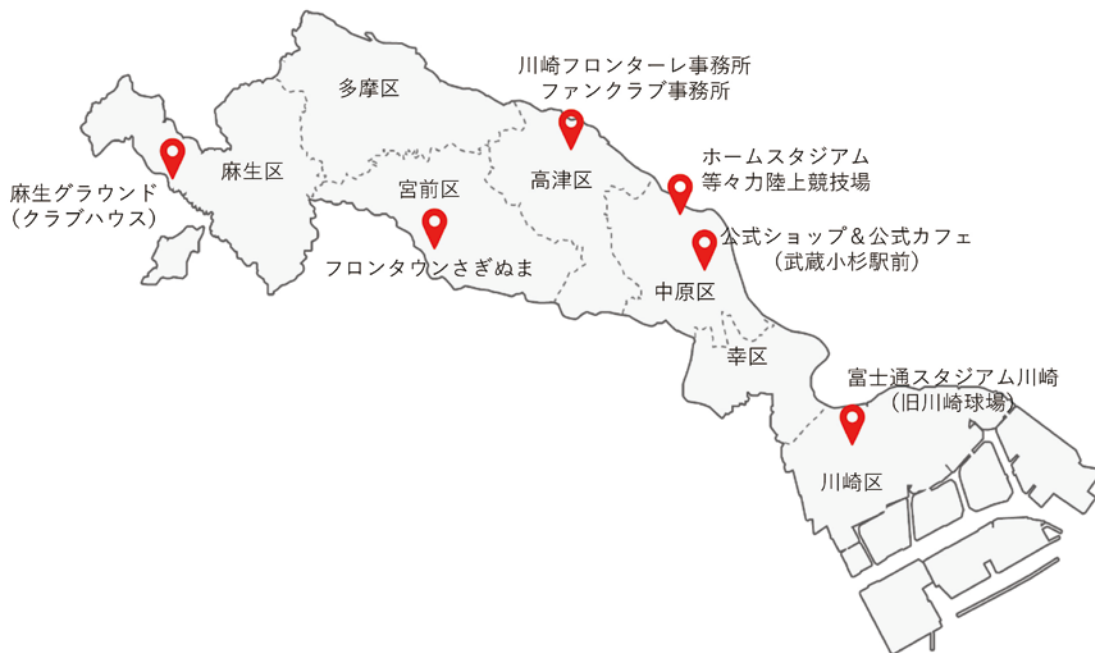 川崎フロンターレ事務所
ファンクラブ事務所
多摩区
ホームスタジアム
等々力陸上競技場
麻生区
高津区
宮前区
麻生グラウンド
(クラブハウス)
公式ショップ&公式カフェ
(武蔵小杉駅前)
フロンタウンさぎぬま
中原区
幸区
富士通スタジアム川崎
(旧川崎球場)
川崎区